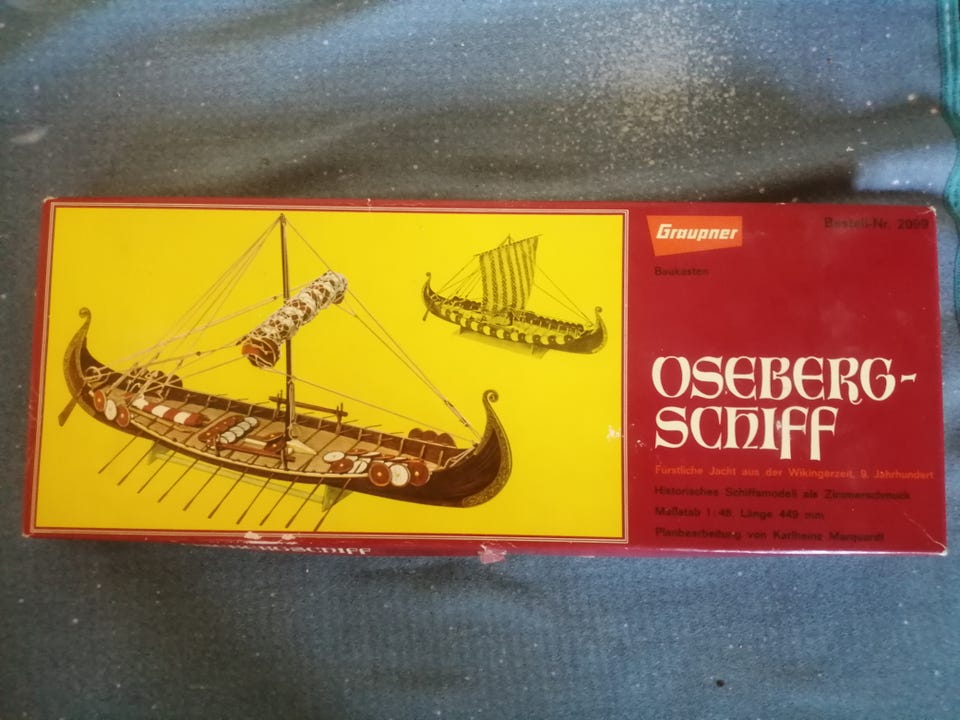 Graupner
Bestell-Nr. 2099
Baukasten
OSEBERG-
SCHIFF
Fürstliche Jacht aus der Wikingerzeit, 9. Jahrhundert
Historisches Schiffsmodell als Zimmerschmuck
Maßstab 1:48 Länge 449 mm
Planbearbeitung von Karlheinz Marquardt
OSEBERGSCHIFF